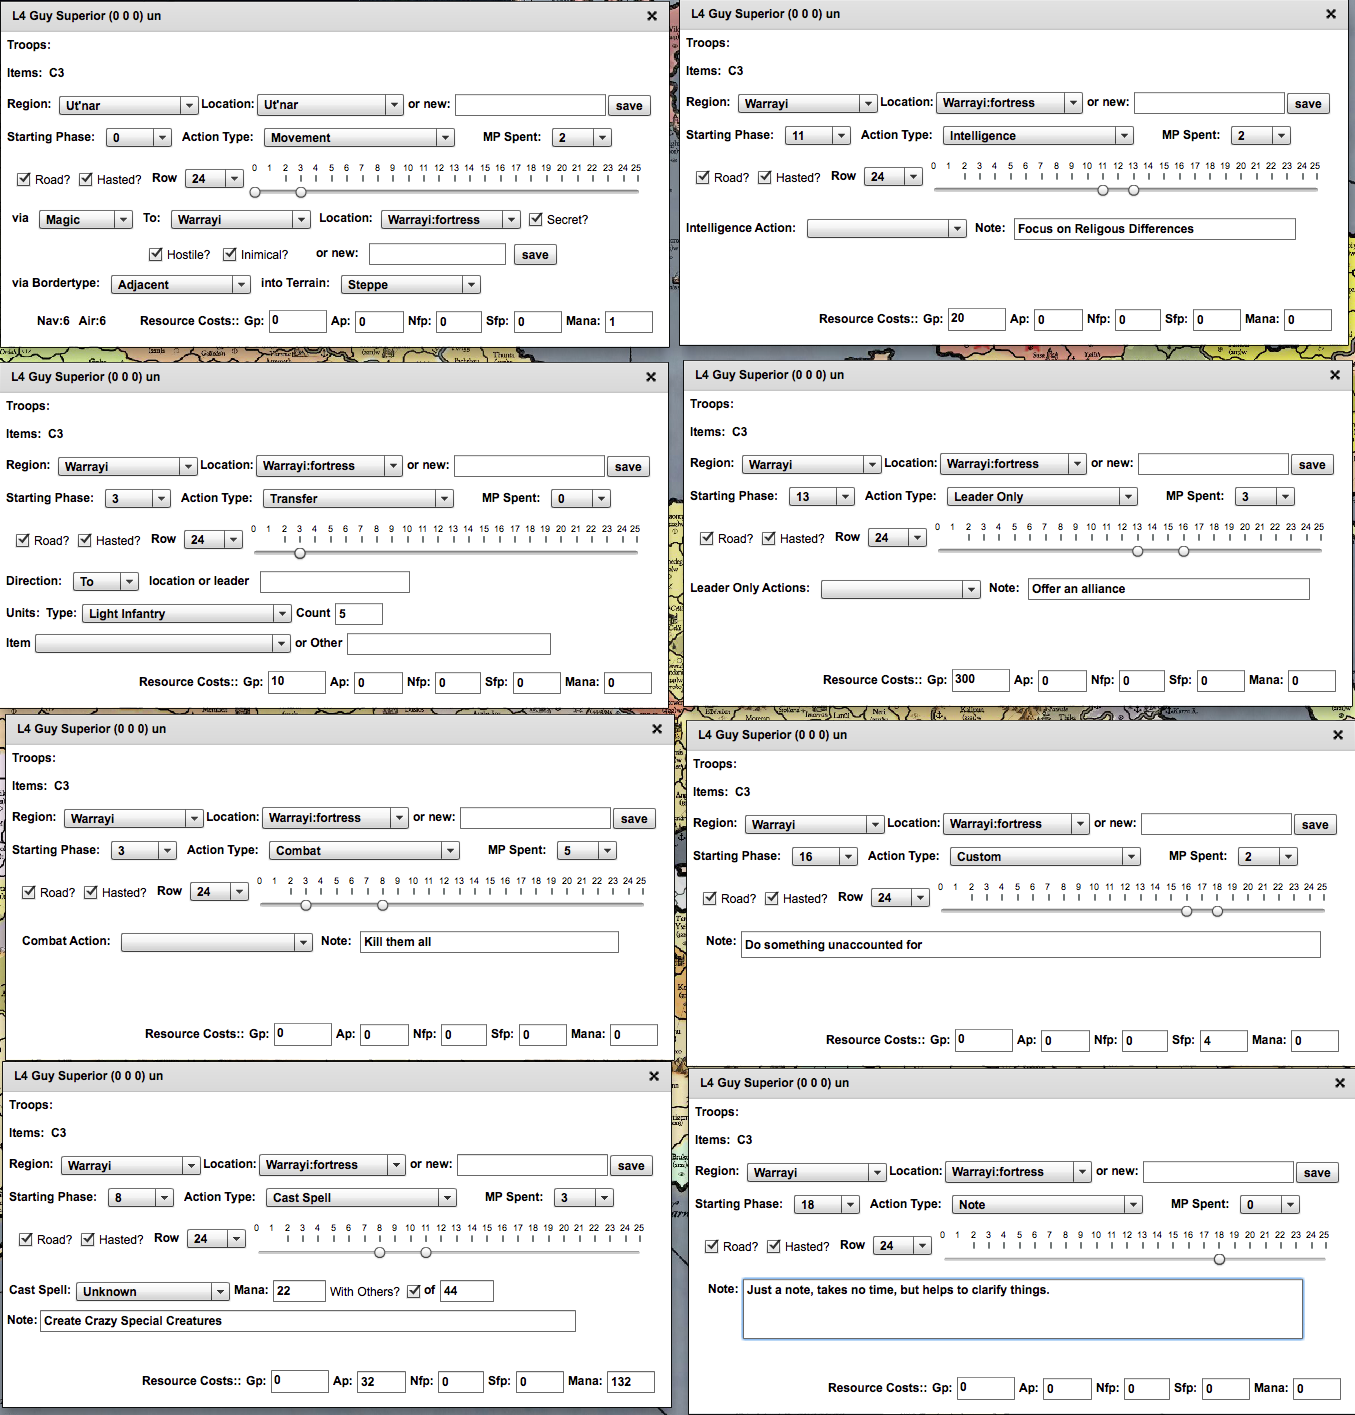 L4 Guy Superior (0 0 0) un
Troops:
Items: C3
Region: Ut'nar Location: Ut'nar or new: save
Starting Phase: 0 Action Type: Movement MP Spent: 2
0 1 2 3 4 5 6 7 8 9 10 11 12 13 14 15 16 17 18 19 20 21 22 23 24 25
Road? Hasted? Row 24
via Magic To: Warrayi Location: Warrayi:fortress Secret?
Hostile? Inimical? or new: save
via Bordertype: Adjacent into Terrain: Steppe
Nav:6 Air:6 Resource Costs:: Gp: 0 Ap: 0 Nfp: 0 Sfp: 0 Mana: 1
L4 Guy Superior (0 0 0) un
Troops:
Items: C3
Region: Warrayi Location: Warrayi:fortress or new: save
Starting Phase: 11 Action Type: Intelligence MP Spent: 2
0 1 2 3 4 5 6 7 8 9 10 11 12 13 14 15 16 17 18 19 20 21 22 23 24 25
Road? Hasted? Row 24
Intelligence Action: Note: Focus on Religous Differences
Resource Costs:: Gp: 20 Ap: 0 Nfp: 0 Sfp: 0 Mana: 0
L4 Guy Superior (0 0 0) un
Troops:
Items: C3
Region: Warrayi Location: Warrayi:fortress or new: save
Starting Phase: 3 Action Type: Transfer MP Spent: 0
0 1 2 3 4 5 6 7 8 9 10 11 12 13 14 15 16 17 18 19 20 21 22 23 24 25
Road? Hasted? Row 24
Direction: To location or leader
Units: Type: Light Infantry Count 5
Item or Other
Resource Costs:: Gp: 10 Ap: 0 Nfp: 0 Sfp: 0 Mana: 0
L4 Guy Superior (0 0 0) un
Troops:
Items: C3
Region: Warrayi Location: Warrayi:fortress or new: save
Starting Phase: 13 Action Type: Leader Only MP Spent: 3
0 1 2 3 4 5 6 7 8 9 10 11 12 13 14 15 16 17 18 19 20 21 22 23 24 25
Road? Hasted? Row 24
Leader Only Actions: Note: Offer an alliance
Resource Costs:: Gp: 300 Ap: 0 Nfp: 0 Sfp: 0 Mana: 0
L4 Guy Superior (0 0 0) un
Troops:
Items: C3
Region: Warrayi Location: Warrayi:fortress or new: save
Starting Phase: 3 Action Type: Combat MP Spent: 5
0 1 2 3 4 5 6 7 8 9 10 11 12 13 14 15 16 17 18 19 20 21 22 23 24 25
Road? Hasted? Row 24
Combat Action: Note: Kill them all
Resource Costs:: Gp: 0 Ap: 0 Nfp: 0 Sfp: 0 Mana: 0
L4 Guy Superior (0 0 0) un
Troops:
Items: C3
Region: Warrayi Location: Warrayi:fortress or new: save
Starting Phase: 16 Action Type: Custom MP Spent: 2
0 1 2 3 4 5 6 7 8 9 10 11 12 13 14 15 16 17 18 19 20 21 22 23 24 25
Road? Hasted? Row 24
Note: Do something unaccounted for
Resource Costs:: Gp: 0 Ap: 0 Nfp: 0 Sfp: 4 Mana: 0
L4 Guy Superior (0 0 0) un
Troops:
Items: C3
Region: Warrayi Location: Warrayi:fortress or new: save
Starting Phase: 8 Action Type: Cast Spell MP Spent: 3
0 1 2 3 4 5 6 7 8 9 10 11 12 13 14 15 16 17 18 19 20 21 22 23 24 25
Road? Hasted? Row 24
Cast Spell: Unknown Mana: 22 With Others? of 44
Note: Create Crazy Special Creatures
Resource Costs:: Gp: 0 Ap: 32 Nfp: 0 Sfp: 0 Mana: 132
L4 Guy Superior (0 0 0) un
Troops:
Items: C3
Region: Warrayi Location: Warrayi:fortress or new: save
Starting Phase: 18 Action Type: Note MP Spent: 0
0 1 2 3 4 5 6 7 8 9 10 11 12 13 14 15 16 17 18 19 20 21 22 23 24 25
Road? Hasted? Row 24
Note: Just a note, takes no time, but helps to clarify things.
Resource Costs:: Gp: 0 Ap: 0 Nfp: 0 Sfp: 0 Mana: 0